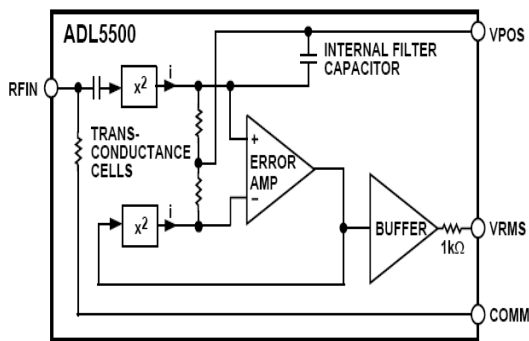 ADL5500
VPOS
INTERNAL FILTER
CAPACITOR
RFIN
x²
i
TRANS-
CONDUCTANCE
CELLS
+
ERROR
AMP
−
x²
i
BUFFER
1kΩ
VRMS
COMM